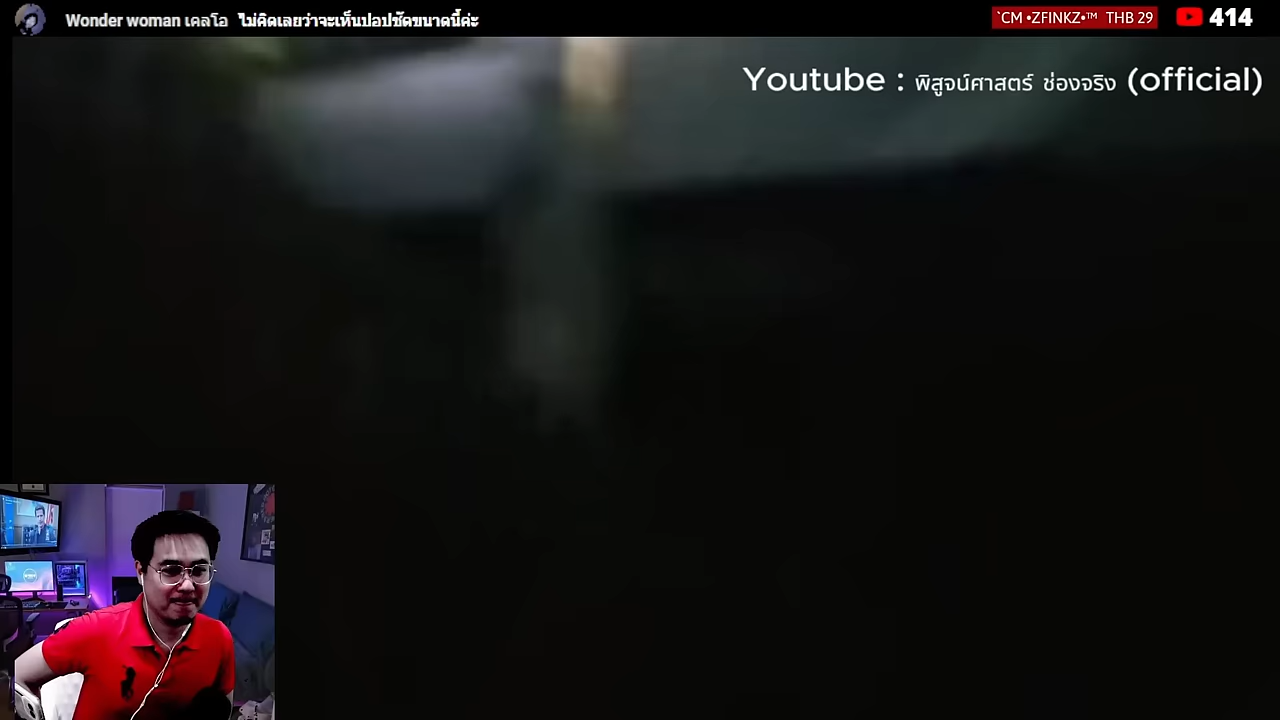 Wonder woman เคลโอ ไม่คิดเลยว่าจะเห็นปอปชัดขนาดนี้ค่ะ
`CM •ZFINKZ•™ THB 29
414
Youtube : พิสูจน์ศาสตร์ ช่องจริง (official)